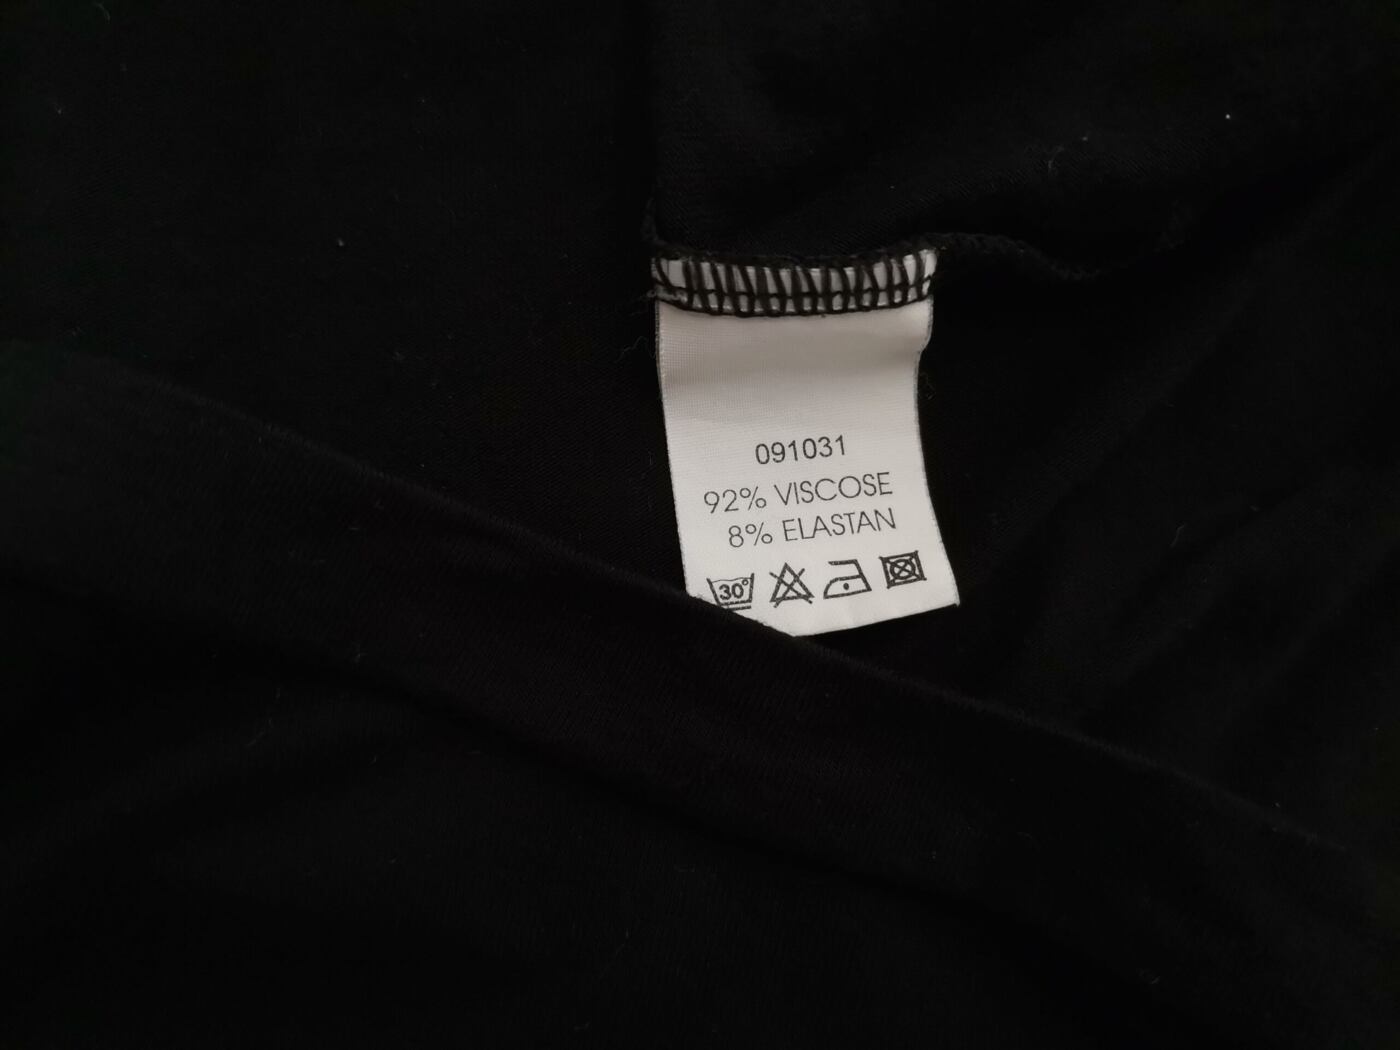 091031
92% VISCOSE
8% ELASTAN
30°